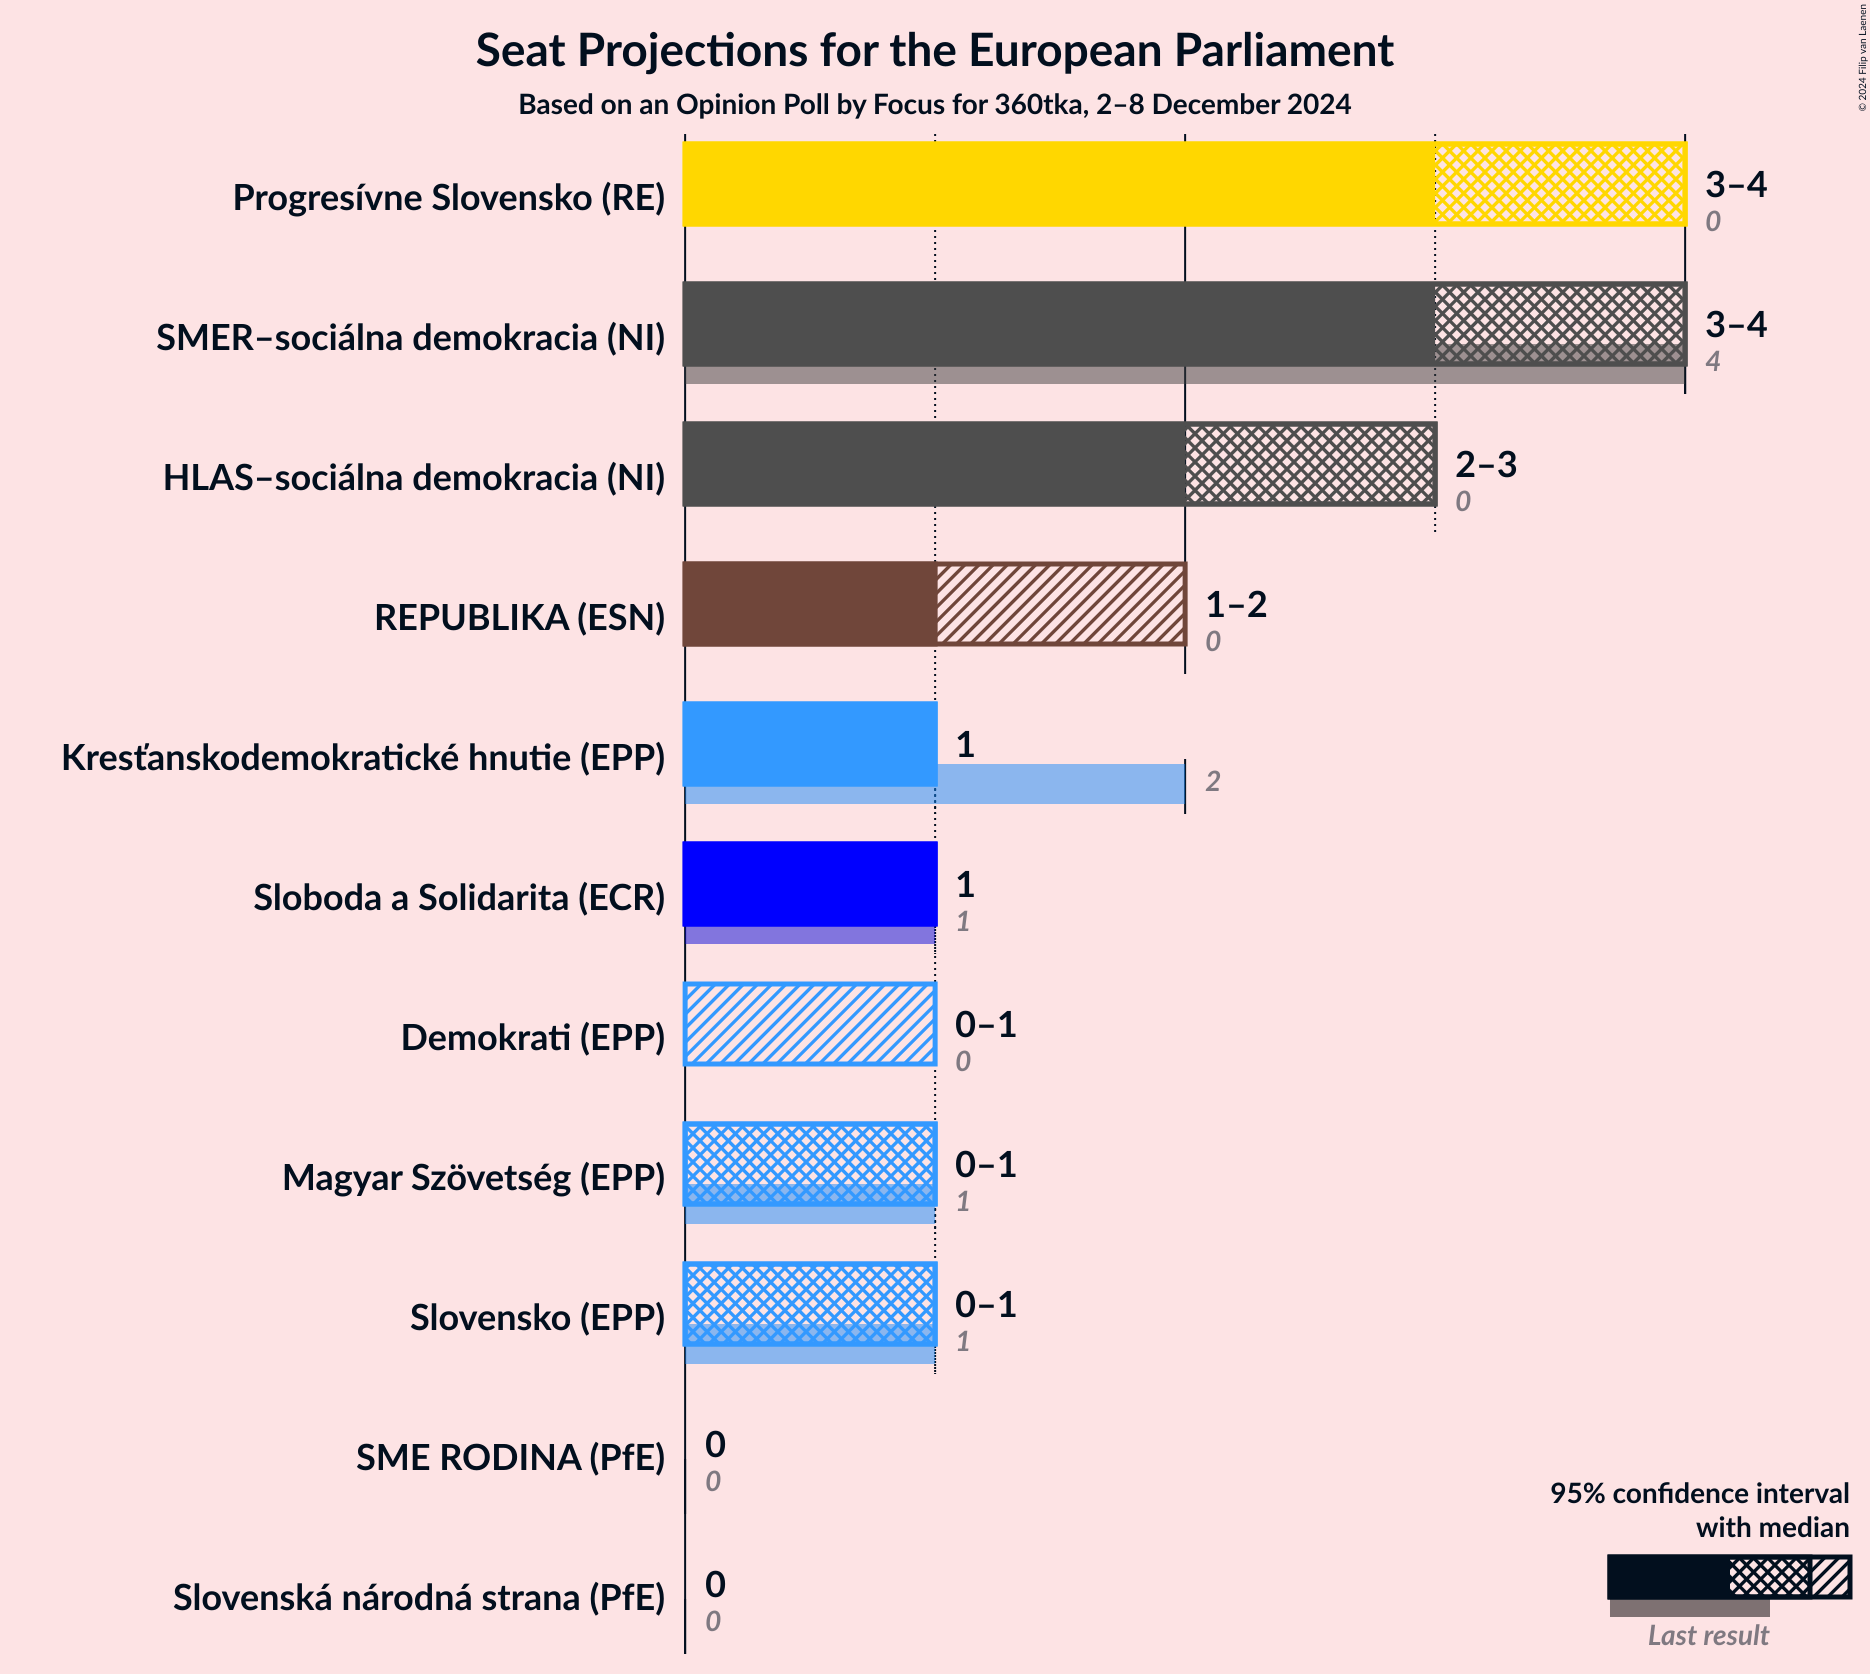 Seat Projections for the European Parliament
Based on an Opinion Poll by Focus for 360tka, 2–8 December 2024
© 2024 Filip van Laenen
Progresívne Slovensko (RE)
3–4
0
SMER–sociálna demokracia (NI)
3–4
4
HLAS–sociálna demokracia (NI)
2–3
0
REPUBLIKA (ESN)
1–2
0
Kresťanskodemokratické hnutie (EPP)
1
2
Sloboda a Solidarita (ECR)
1
1
Demokrati (EPP)
0–1
0
Magyar Szövetség (EPP)
0–1
1
Slovensko (EPP)
0–1
1
SME RODINA (PfE)
0
0
Slovenská národná strana (PfE)
0
0
95% confidence interval
with median
Last result